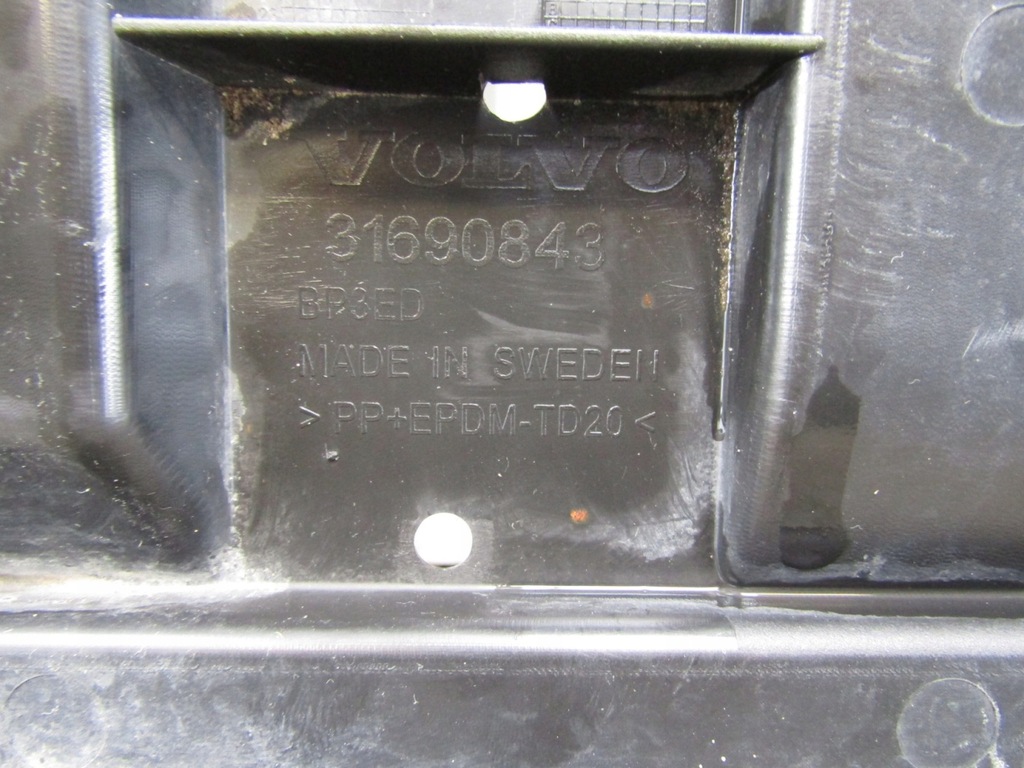 VOLVO
31690843
BP3ED
MADE IN SWEDEN
>PP+EPDM-TD20<